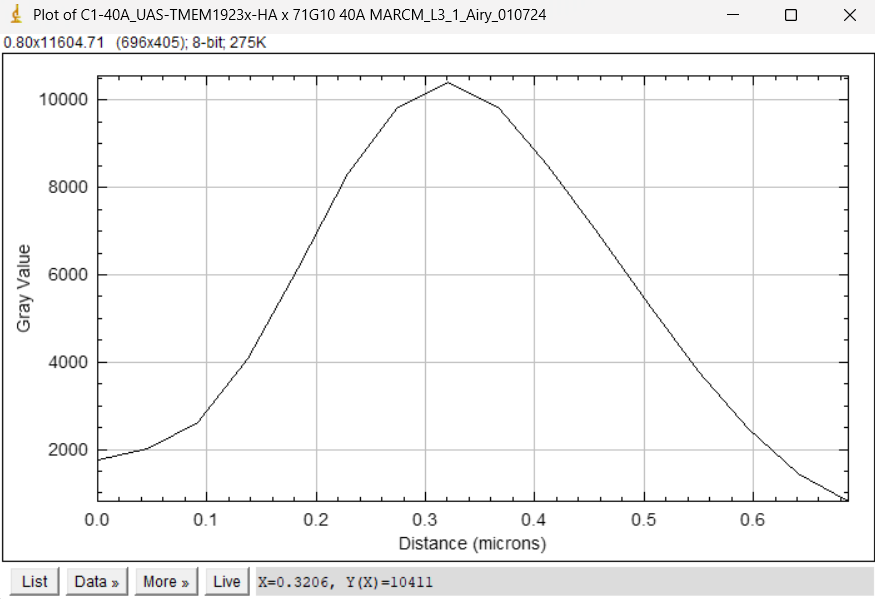 Plot of C1-40A_UAS-TMEM1923x-HA x 71G10 40A MARCM_L3_1_Airy_010724
0.80x11604.71 (696x405); 8-bit; 275K
10000
8000
6000
4000
2000
Gray Value
0.0 0.1 0.2 0.3 0.4 0.5 0.6
Distance (microns)
List Data » More » Live X=0.3206, Y(X)=10411